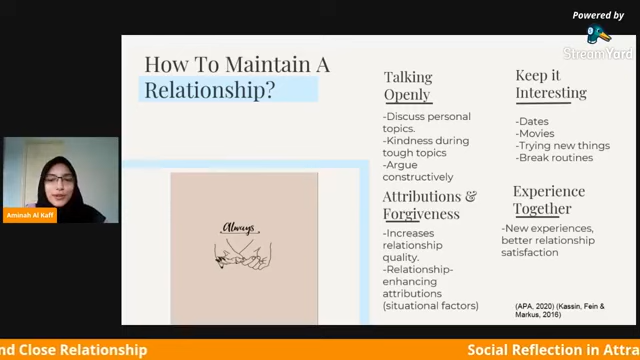 Powered by
StreamYard
How To Maintain A
Relationship?
Talking
Openly
-Discuss personal
topics.
-Kindness during
tough topics
-Argue
constructively
Attributions &
Forgiveness
-Increases
relationship
quality.
-Relationship-
enhancing
attributions
(situational factors)
Keep it
Interesting
-Dates
-Movies
-Trying new things
-Break routines
Experience
Together
-New experiences,
better relationship
satisfaction
(APA, 2020) (Kassin, Fein &
Markus, 2016)
Always
Aminah Al Kaff
nd Close Relationship
Social Reflection in Attra